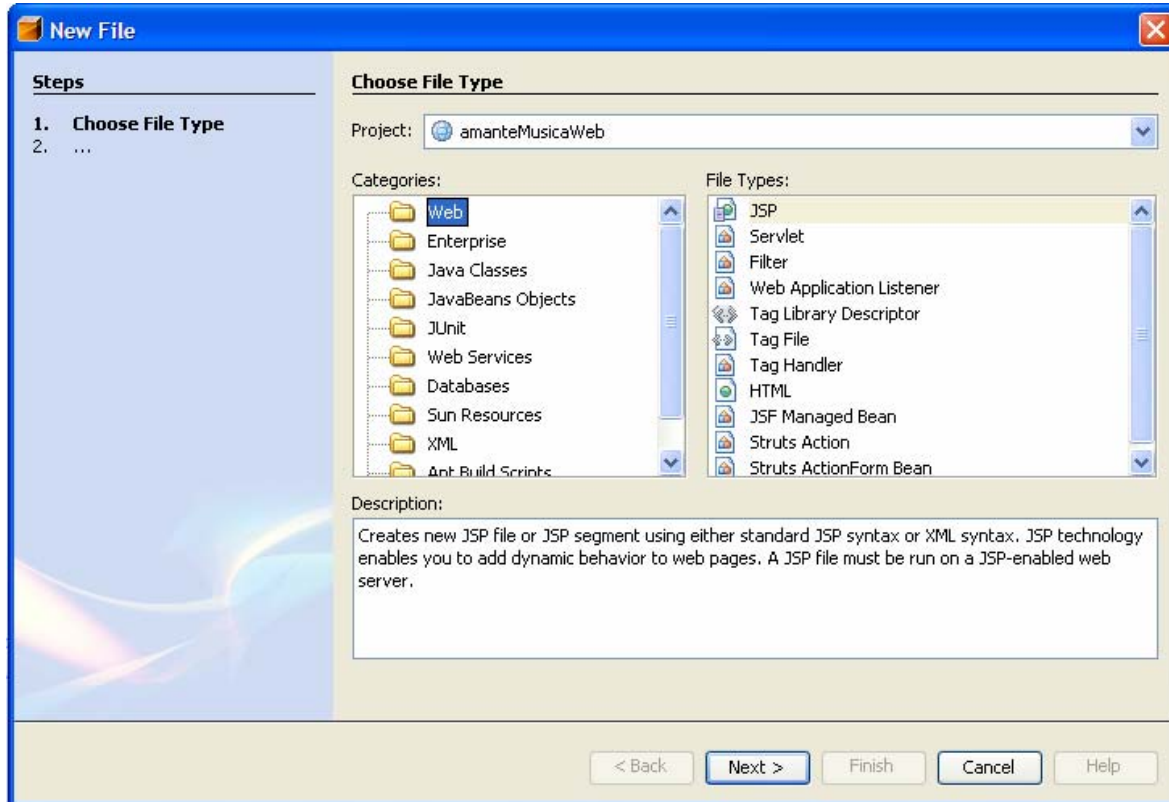 New File
Steps
1. Choose File Type
2. ...
Choose File Type
Project: amanteMusicaWeb
Categories:
Web
Enterprise
Java Classes
JavaBeans Objects
JUnit
Web Services
Databases
Sun Resources
XML
Ant Build Scripts
File Types:
JSP
Servlet
Filter
Web Application Listener
Tag Library Descriptor
Tag File
Tag Handler
HTML
JSF Managed Bean
Struts Action
Struts ActionForm Bean
Description:
Creates new JSP file or JSP segment using either standard JSP syntax or XML syntax. JSP technology
enables you to add dynamic behavior to web pages. A JSP file must be run on a JSP-enabled web
server.
< Back Next > Finish Cancel Help